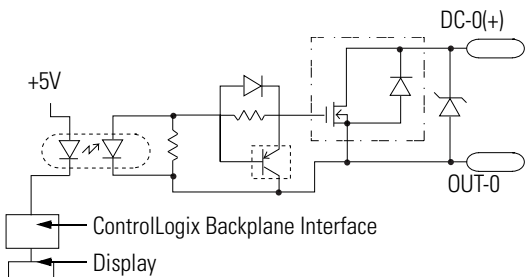 DC-0(+)
+5V
OUT-0
ControlLogix Backplane Interface
Display